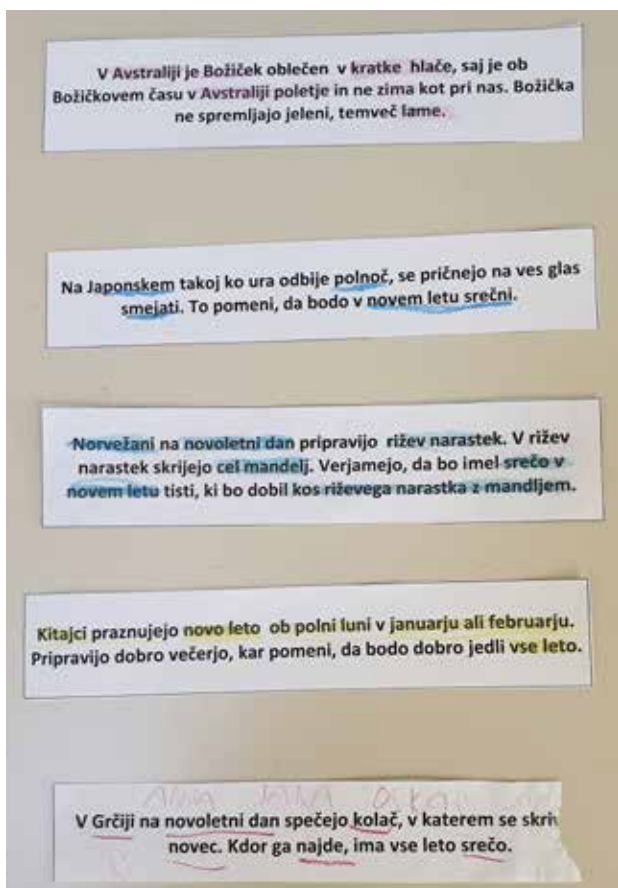 V Avstraliji je Božiček oblečen v kratke hlače, saj je ob
Božičkovem času v Avstraliji poletje in ne zima kot pri nas. Božička
ne spremljajo jeleni, temveč lame.
Na Japonskem takoj ko ura odbije polnoč, se pričnejo na ves glas
smejati. To pomeni, da bodo v novem letu srečni.
Norvežani na novoletni dan pripravijo rižev narastek. V rižev
narastek skrijejo cel mandelj. Verjamejo, da bo imel srečo v
novem letu tisti, ki bo dobil kos riževega narastka z mandljem.
Kitajci praznujejo novo leto ob polni luni v januarju ali februarju.
Pripravijo dobro večerjo, kar pomeni, da bodo dobro jedli vse leto.
V Grčiji na novoletni dan spečejo kolač, v katerem se skriv
novec. Kdor ga najde, ima vse leto srečo.